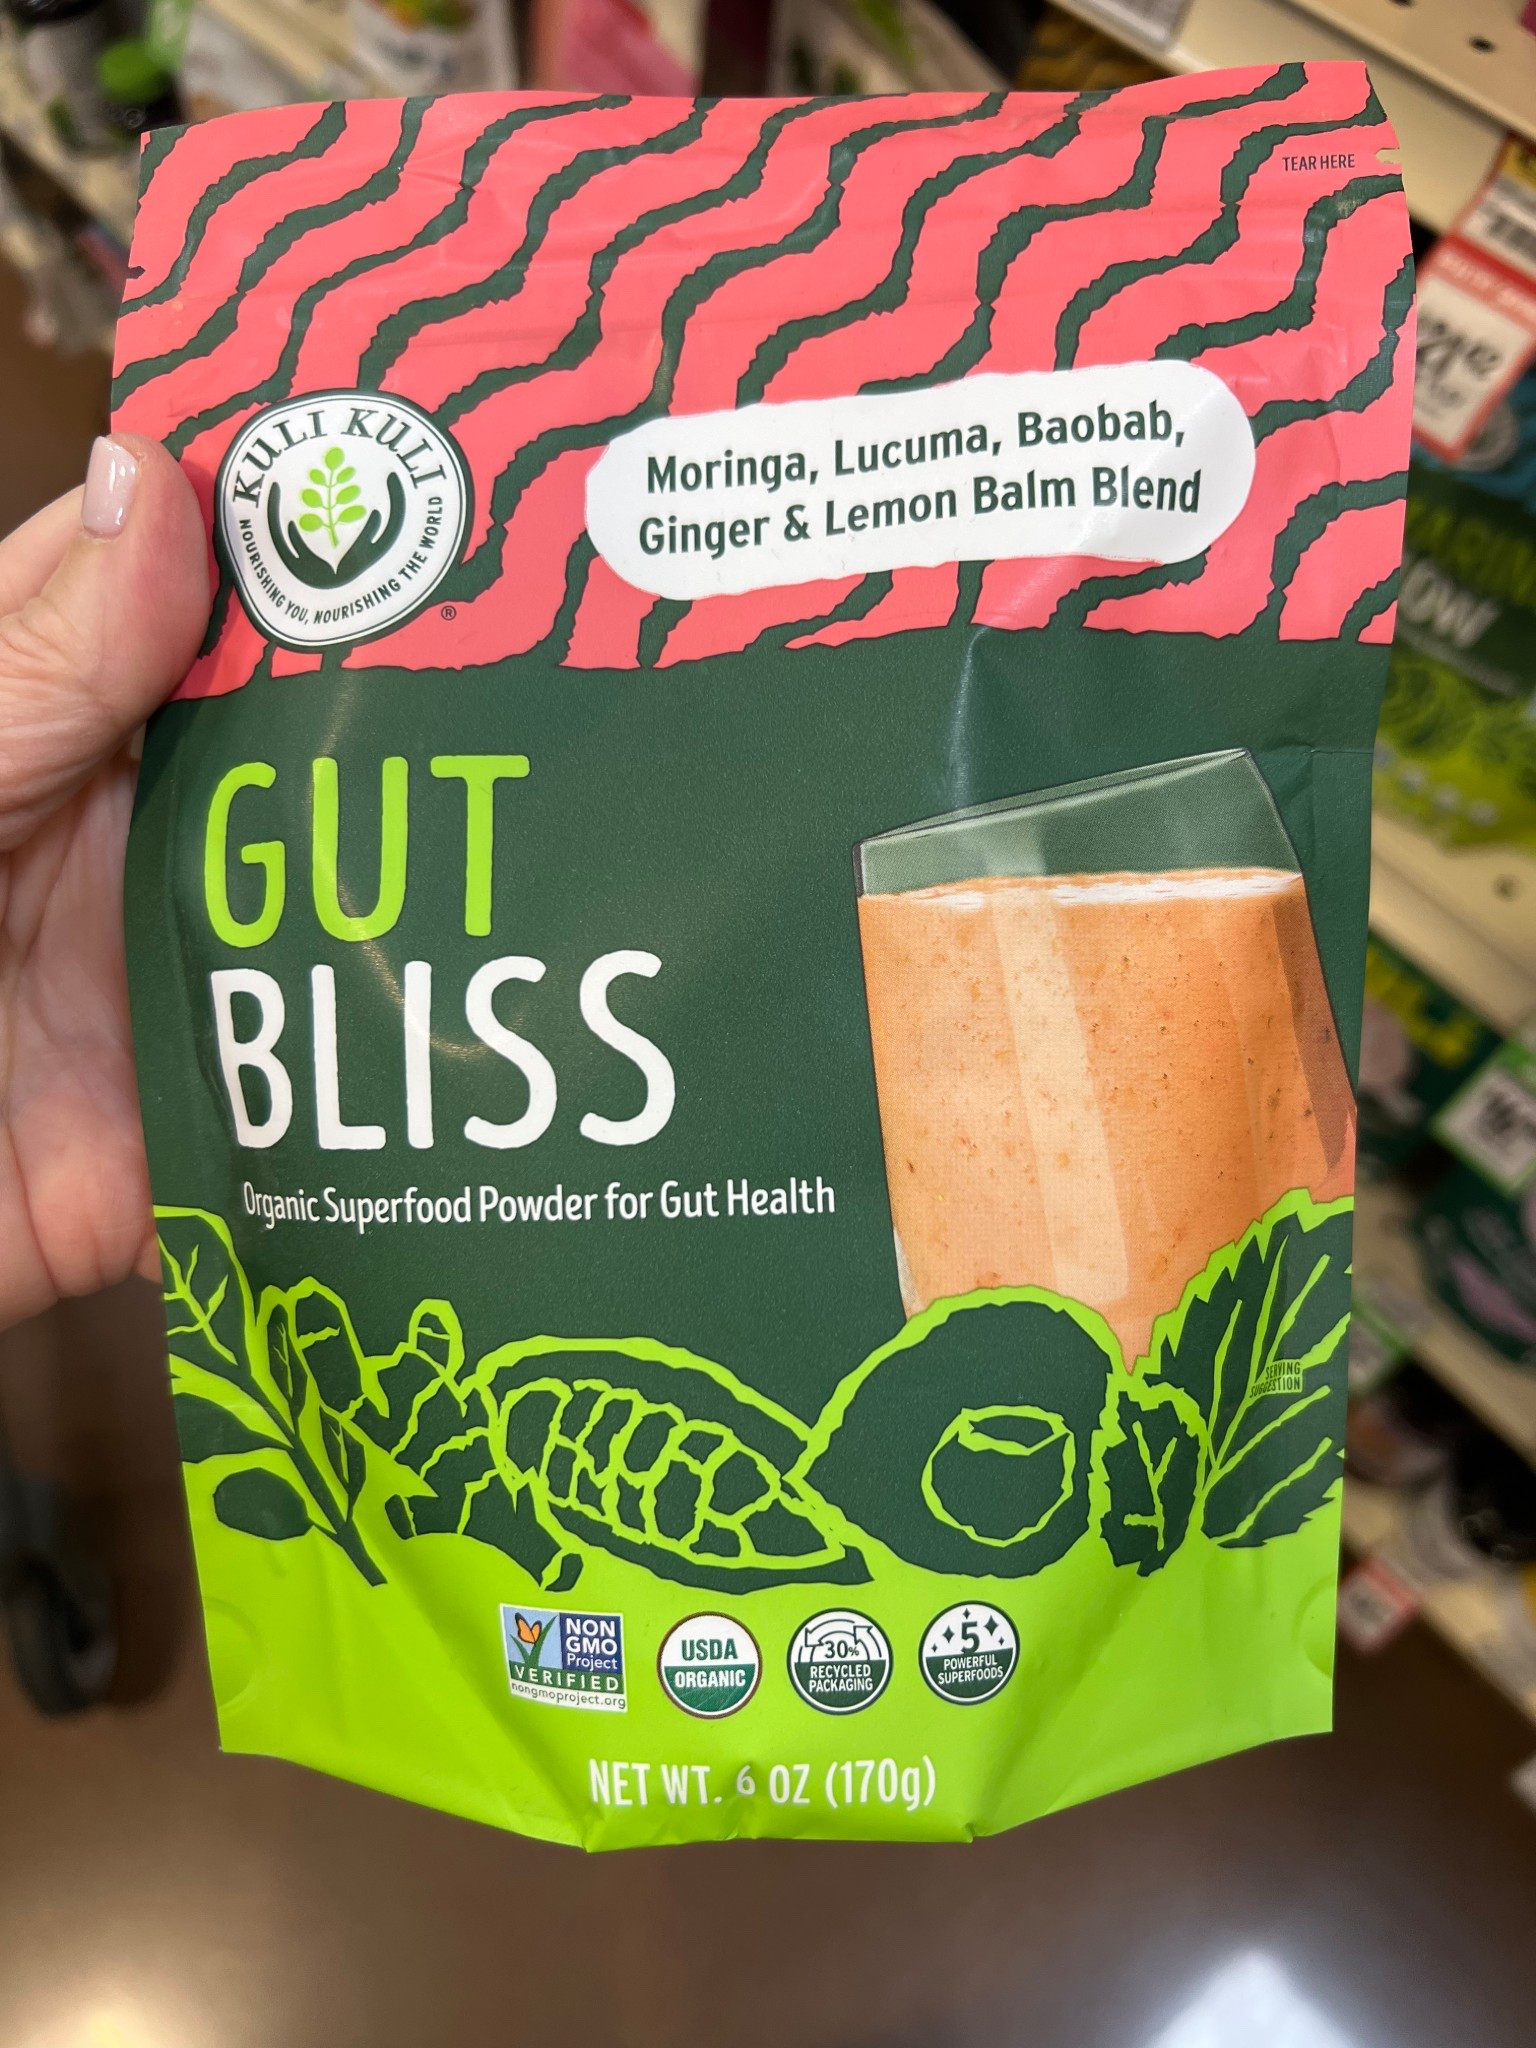 TEAR HERE
KULI KULI
NOURISHING YOU, NOURISHING THE WORLD
®
Moringa, Lucuma, Baobab,
Ginger & Lemon Balm Blend
GUT
BLISS
Organic Superfood Powder for Gut Health
SERVING
SUGGESTION
NON
GMO
Project
VERIFIED
nongmoproject.org
USDA
ORGANIC
30%
RECYCLED
PACKAGING
5
POWERFUL
SUPERFOODS
NET WT. 6 OZ (170g)